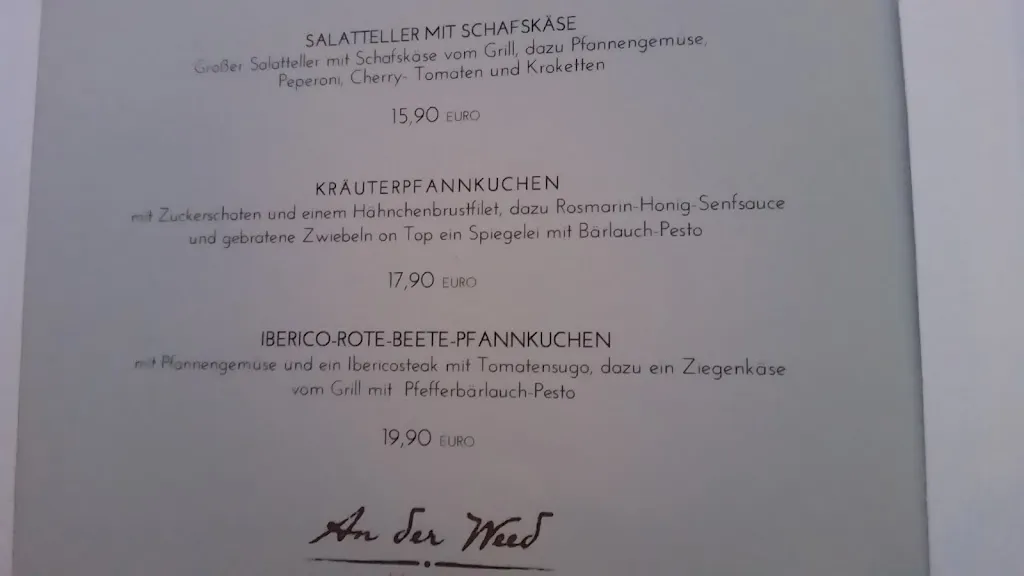 SALATTELLER MIT SCHAFSKÄSE
Großer Salatteller mit Schafskäse vom Grill, dazu Pfannengemuse,
Peperoni, Cherry- Tomaten und Kroketten
15,90 EURO
KRÄUTERPFANNKUCHEN
mit Zuckerschoten und einem Hähnchenbrustfilet, dazu Rosmarin-Honig-Senfsauce
und gebratene Zwiebeln on Top ein Spiegelei mit Bärlauch-Pesto
17,90 EURO
IBERICO-ROTE-BEETE-PFANNKUCHEN
mit Pfannengemuse und ein Ibericosteak mit Tomatensugo, dazu ein Ziegenkäse
vom Grill mit Pfefferbärlauch-Pesto
19,90 EURO
An der Weed